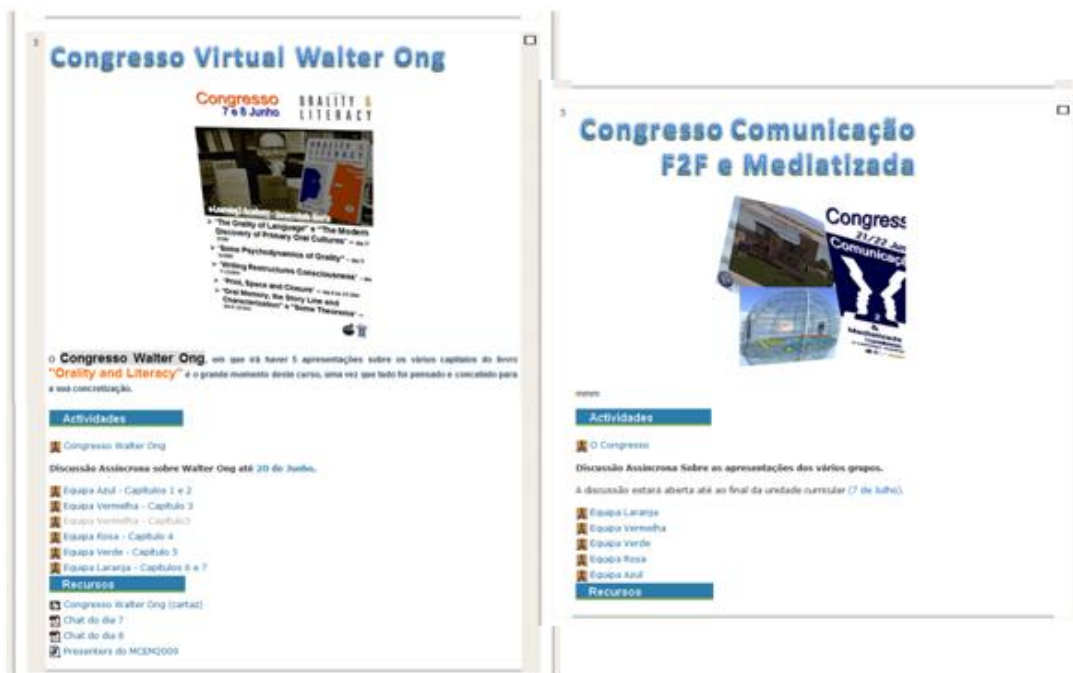 3
Congresso Virtual Walter Ong
Congresso
7 e 8 Junho
ORALITY &
LITERACY
"The Orality of Language" e "The Modern
Discovery of Primary Oral Cultures" –
"Some Psychodynamics of Orality" –
"Writing Restructures Consciousness" –
"Print, Space and Closure" –
"Oral Memory, the Story Line and
Characterization" e "Some Theorems" –
O Congresso Walter Ong, em que irá haver 5 apresentações sobre os vários capítulos do livro
"Orality and Literacy" é o grande momento deste curso, uma vez que tudo foi pensado e concebido para
a sua concretização.
Actividades
Congresso Walter Ong
Discussão Assíncrona sobre Walter Ong até 20 de Junho.
Equipa Azul - Capítulos 1 e 2
Equipa Vermelha - Capítulo 3
Equipa Vermelha - Capítulo3
Equipa Rosa - Capítulo 4
Equipa Verde - Capítulo 5
Equipa Laranja - Capítulos 6 e 7
Recursos
Congresso Walter Ong (cartaz)
Chat do dia 7
Chat do dia 8
Presenters do MCEM2009
5
Congresso Comunicação
F2F e Mediatizada
Congress
21/22 Jun
Comunicaç
2
&
Mediatizada
Actividades
O Congresso
Discussão Assíncrona Sobre as apresentações dos vários grupos.
A discussão estará aberta até ao final da unidade curricular (7 de Julho).
Equipa Laranja
Equipa Vermelha
Equipa Verde
Equipa Rosa
Equipa Azul
Recursos